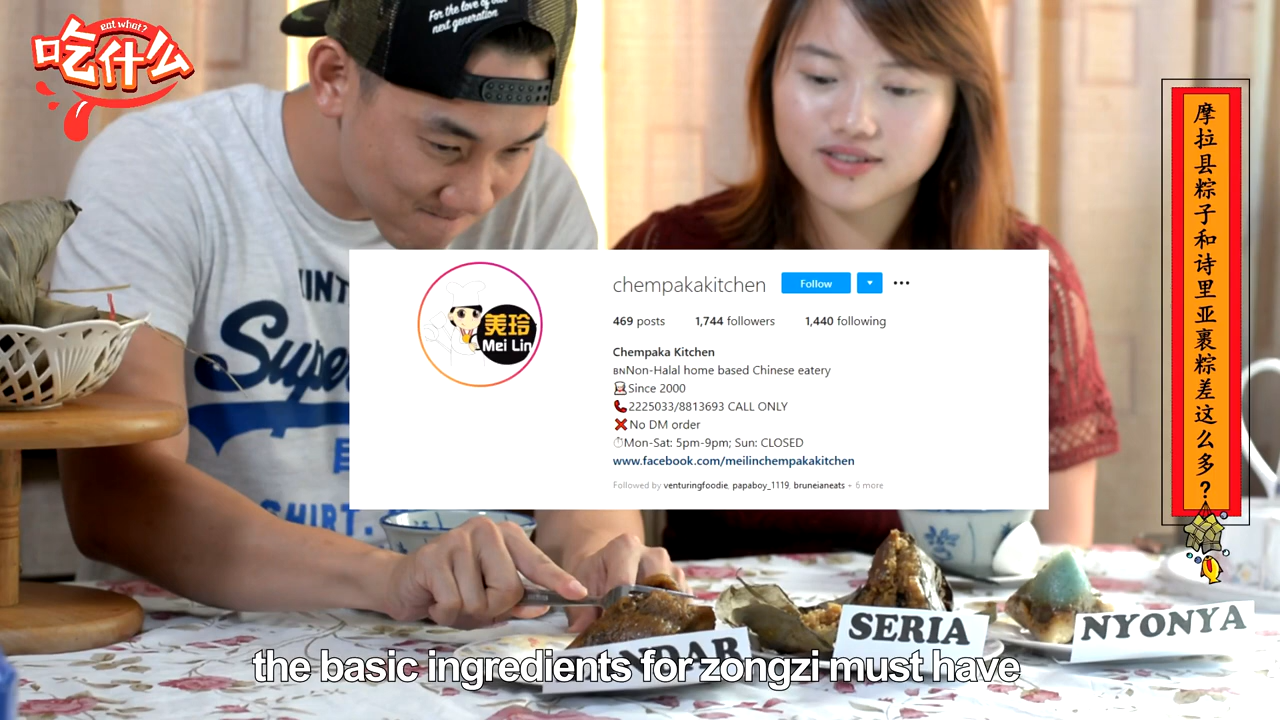 eat what?
吃什么
For the love of our
next generation
摩拉县粽子和诗里亚裹粽差这么多?
Supe
SHIRT.
美玲
Mei Lin
chempakakitchen Follow
469 posts 1,744 followers 1,440 following
Chempaka Kitchen
BNNon-Halal home based Chinese eatery
Since 2000
2225033/8813693 CALL ONLY
No DM order
Mon-Sat: 5pm-9pm; Sun: CLOSED
www.facebook.com/meilinchempakakitchen
Followed by venturingfoodie, papaboy_1119, bruneianeats + 6 more
NDAR
SERIA
NYONYA
the basic ingredients for zongzi must have